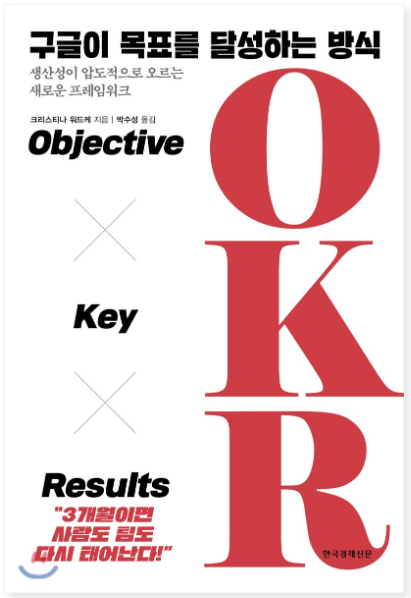 구글이 목표를 달성하는 방식
생산성이 압도적으로 오르는
새로운 프레임워크
크리스티나 워드케 지음 | 박수성 옮김
Objective
Key
Results
OKR
"3개월이면
사람도 팀도
다시 태어난다!"
한국경제신문